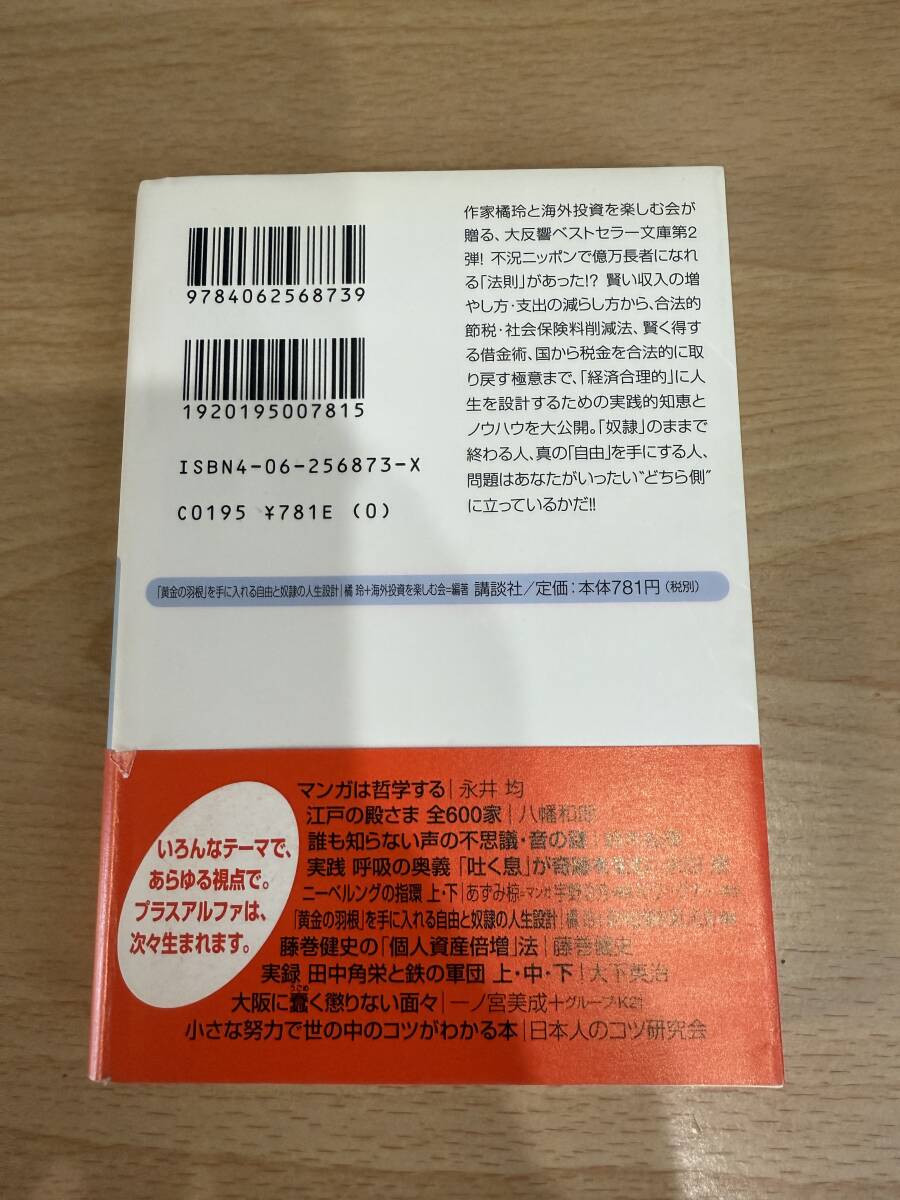 9784062568739
1920195007815
ISBN4-06-256873-X
C0195 ¥781E (0)
作家橘玲と海外投資を楽しむ会が
贈る、大反響ベストセラー文庫第2
弾! 不況ニッポンで億万長者になれ
る「法則」があった!? 賢い収入の増
やし方・支出の減らし方から、合法的
節税・社会保険料削減法、賢く得す
る借金術、国から税金を合法的に取
り戻す極意まで、「経済合理的」に人
生を設計するための実践的知恵と
ノウハウを大公開。「奴隷」のままで
終わる人、真の「自由」を手にする人、
問題はあなたがいったい“どちら側”
に立っているかだ!!
「黄金の羽根」を手に入れる自由と奴隷の人生設計|橘 玲+海外投資を楽しむ会=編著 講談社/定価:本体781円(税別)
いろんなテーマで、
あらゆる視点で。
プラスアルファは、
次々生まれます。
マンガは哲学する|永井 均
江戸の殿さま 全600家|八幡和郎
誰も知らない声の不思議・音の謎
実践 呼吸の奥義 「吐く息」が奇跡を
ニーベルングの指環 上・下|あずみ椋=マンガ
「黄金の羽根」を手に入れる自由と奴隷の人生設計|橘 玲+海外投資を楽しむ会
藤巻健史の「個人資産倍増」法|藤巻健史
実録 田中角栄と鉄の軍団 上・中・下|大下英治
大阪に蠢く懲りない面々|一ノ宮美成+グループ・K21
うごめ
小さな努力で世の中のコツがわかる本|日本人のコツ研究会